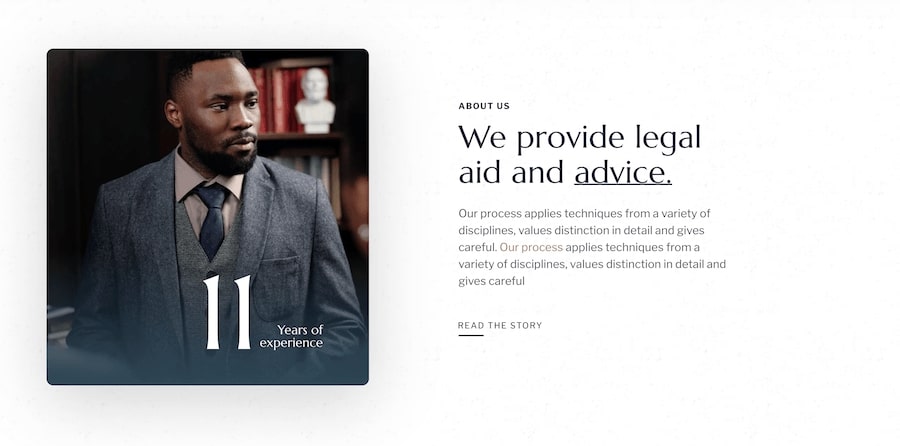 11
Years of
experience
ABOUT US
We provide legal
aid and advice.
Our process applies techniques from a variety of
disciplines, values distinction in detail and gives
careful. Our process applies techniques from a
variety of disciplines, values distinction in detail and
gives careful
READ THE STORY